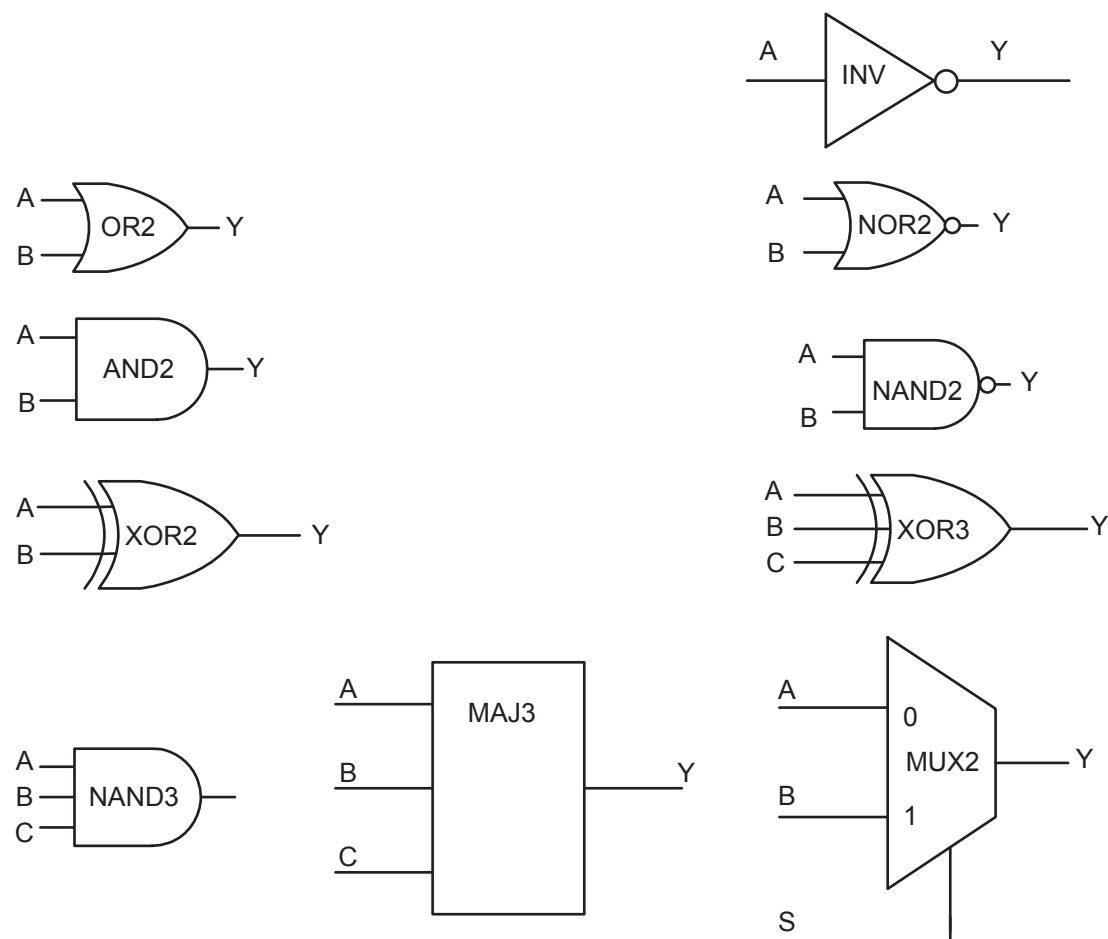 A INV Y
A
OR2 Y
B
A
NOR2 Y
B
A
AND2 Y
B
A
NAND2 Y
B
A
XOR2 Y
B
A
B XOR3 Y
C
A
B NAND3
C
A
MAJ3
B Y
C
A
0
MUX2 Y
B
1
S